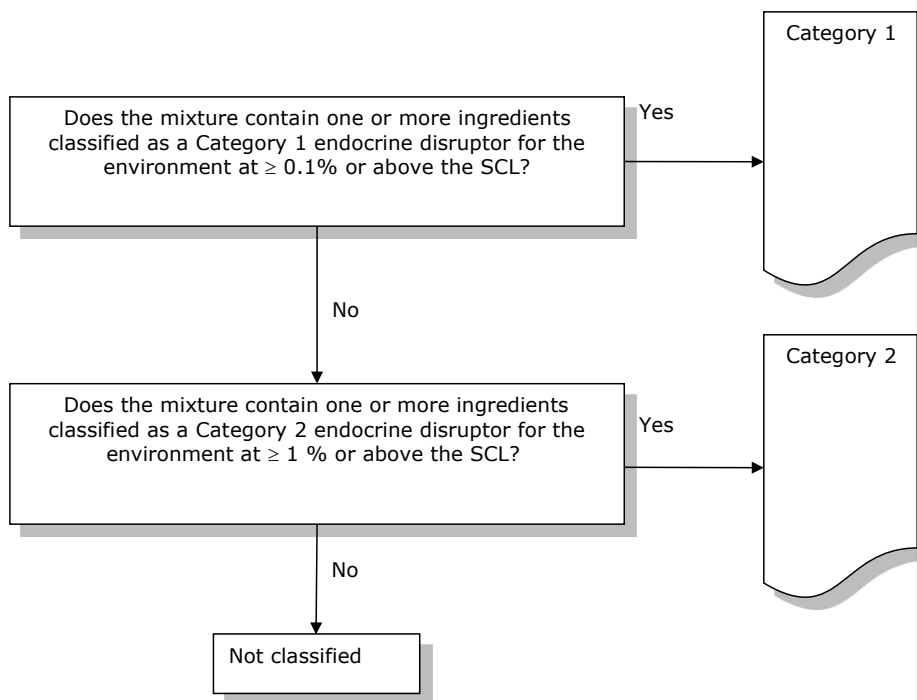 Category 1
Does the mixture contain one or more ingredients
classified as a Category 1 endocrine disruptor for the
environment at ≥ 0.1% or above the SCL?
Yes
No
Category 2
Does the mixture contain one or more ingredients
classified as a Category 2 endocrine disruptor for the
environment at ≥ 1 % or above the SCL?
Yes
No
Not classified